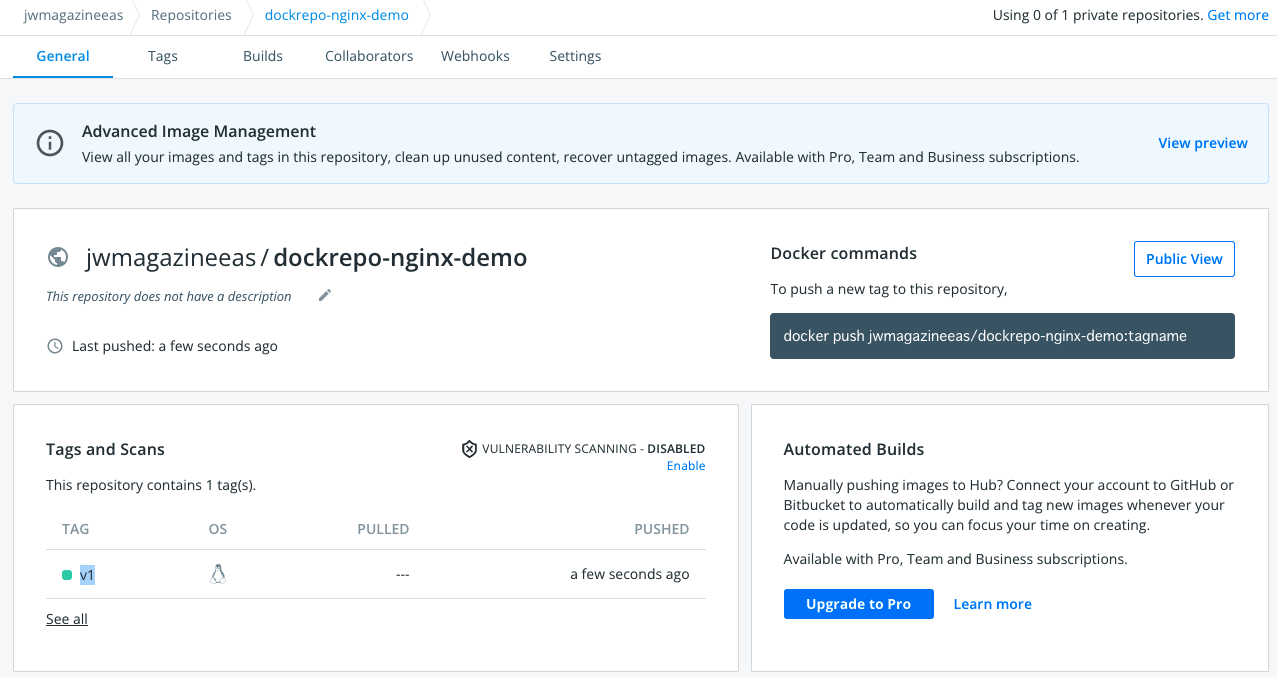 jwmagazineeas Repositories dockrepo-nginx-demo Using 0 of 1 private repositories. Get more
General Tags Builds Collaborators Webhooks Settings
Advanced Image Management
View all your images and tags in this repository, clean up unused content, recover untagged images. Available with Pro, Team and Business subscriptions.
View preview
jwmagazineeas / dockrepo-nginx-demo
This repository does not have a description
Last pushed: a few seconds ago
Docker commands
Public View
To push a new tag to this repository,
docker push jwmagazineeas/dockrepo-nginx-demo:tagname
Tags and Scans
VULNERABILITY SCANNING - DISABLED
Enable
This repository contains 1 tag(s).
TAG OS PULLED PUSHED
v1 --- a few seconds ago
See all
Automated Builds
Manually pushing images to Hub? Connect your account to GitHub or
Bitbucket to automatically build and tag new images whenever your
code is updated, so you can focus your time on creating.
Available with Pro, Team and Business subscriptions.
Upgrade to Pro Learn more